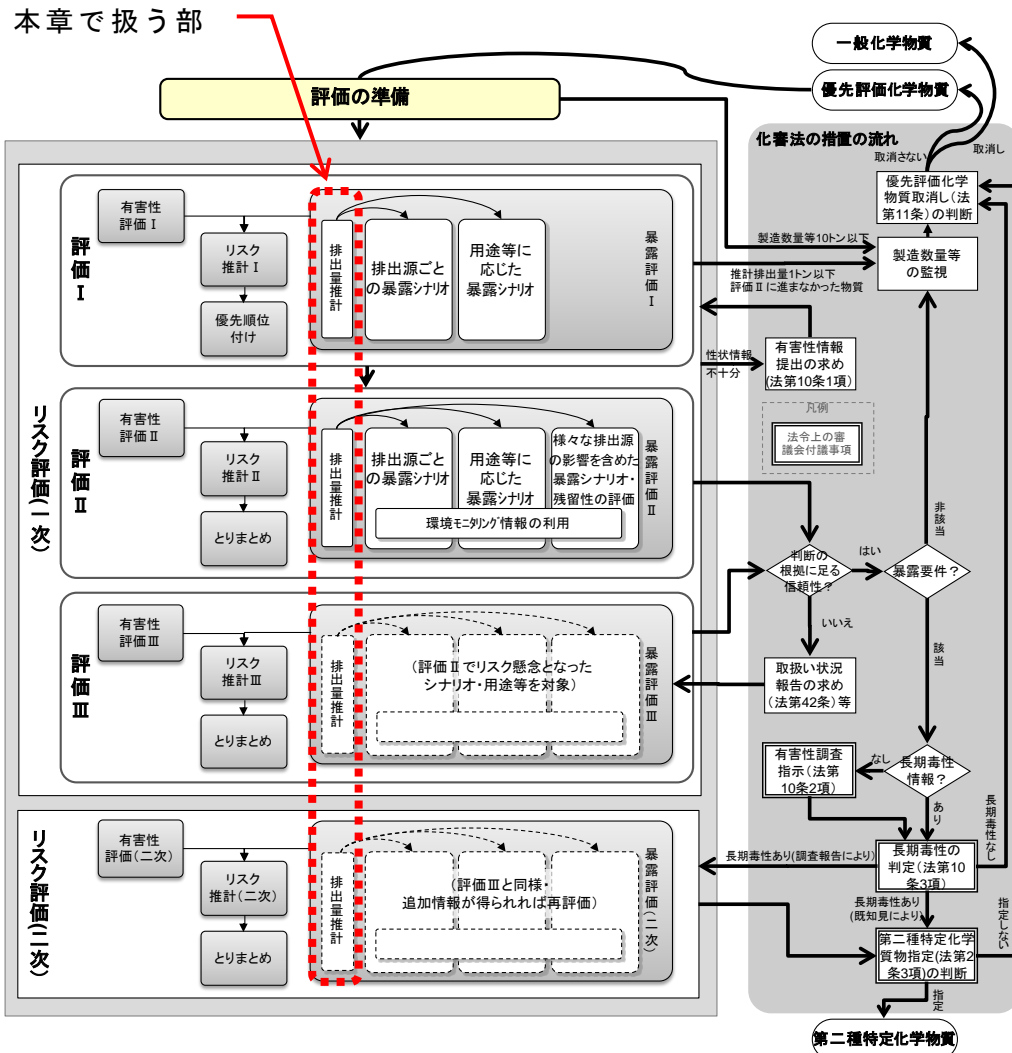 本章で扱う部
一般化学物質
優先評価化学物質
評価の準備
化審法の措置の流れ
取消さない
取消し
優先評価化学
物質取消し(法
第11条)の判断
製造数量等10トン以下
製造数量等
の監視
推計排出量1トン以下
評価Ⅱに進まなかった物質
リスク評価(一次)
評価Ⅰ
有害性
評価Ⅰ
リスク
推計Ⅰ
優先順位
付け
排出量推計
排出源ごと
の暴露シナリオ
用途等に
応じた
暴露シナリオ
暴露評価Ⅰ
性状情報
不十分
有害性情報
提出の求め
(法第10条1項)
凡例
法令上の審
議会付議事項
評価Ⅱ
有害性
評価Ⅱ
リスク
推計Ⅱ
とりまとめ
排出量推計
排出源ごと
の暴露シナリオ
用途等に
応じた
暴露シナリオ
様々な排出源
の影響を含めた
暴露シナリオ・
残留性の評価
環境モニタリング情報の利用
暴露評価Ⅱ
判断の
根拠に足る
信頼性?
はい
いいえ
暴露要件?
非該当
該当
評価Ⅲ
有害性
評価Ⅲ
リスク
推計Ⅲ
とりまとめ
排出量推計
(評価Ⅱでリスク懸念となった
シナリオ・用途等を対象)
暴露評価Ⅲ
取扱い状況
報告の求め
(法第42条)等
有害性調査
指示(法第
10条2項)
なし
長期毒性
情報?
あり
長期毒性なし
リスク評価(二次)
有害性
評価(二次)
リスク
推計(二次)
とりまとめ
排出量推計
(評価Ⅲと同様・
追加情報が得られれば再評価)
暴露評価(二次)
長期毒性あり(調査報告により)
長期毒性の
判定(法第10
条3項)
長期毒性あり
(既知見により)
指定しない
第二種特定化学
質物指定(法第2
条3項)の判断
指定
第二種特定化学物質